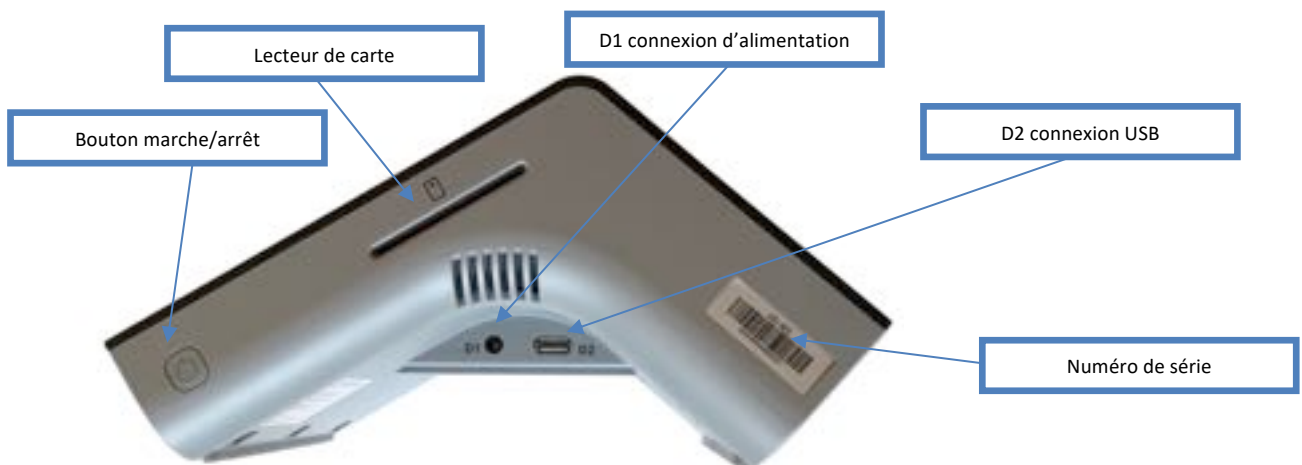 D1 connexion d’alimentation
Lecteur de carte
Bouton marche/arrêt
D2 connexion USB
D1
D2
Numéro de série